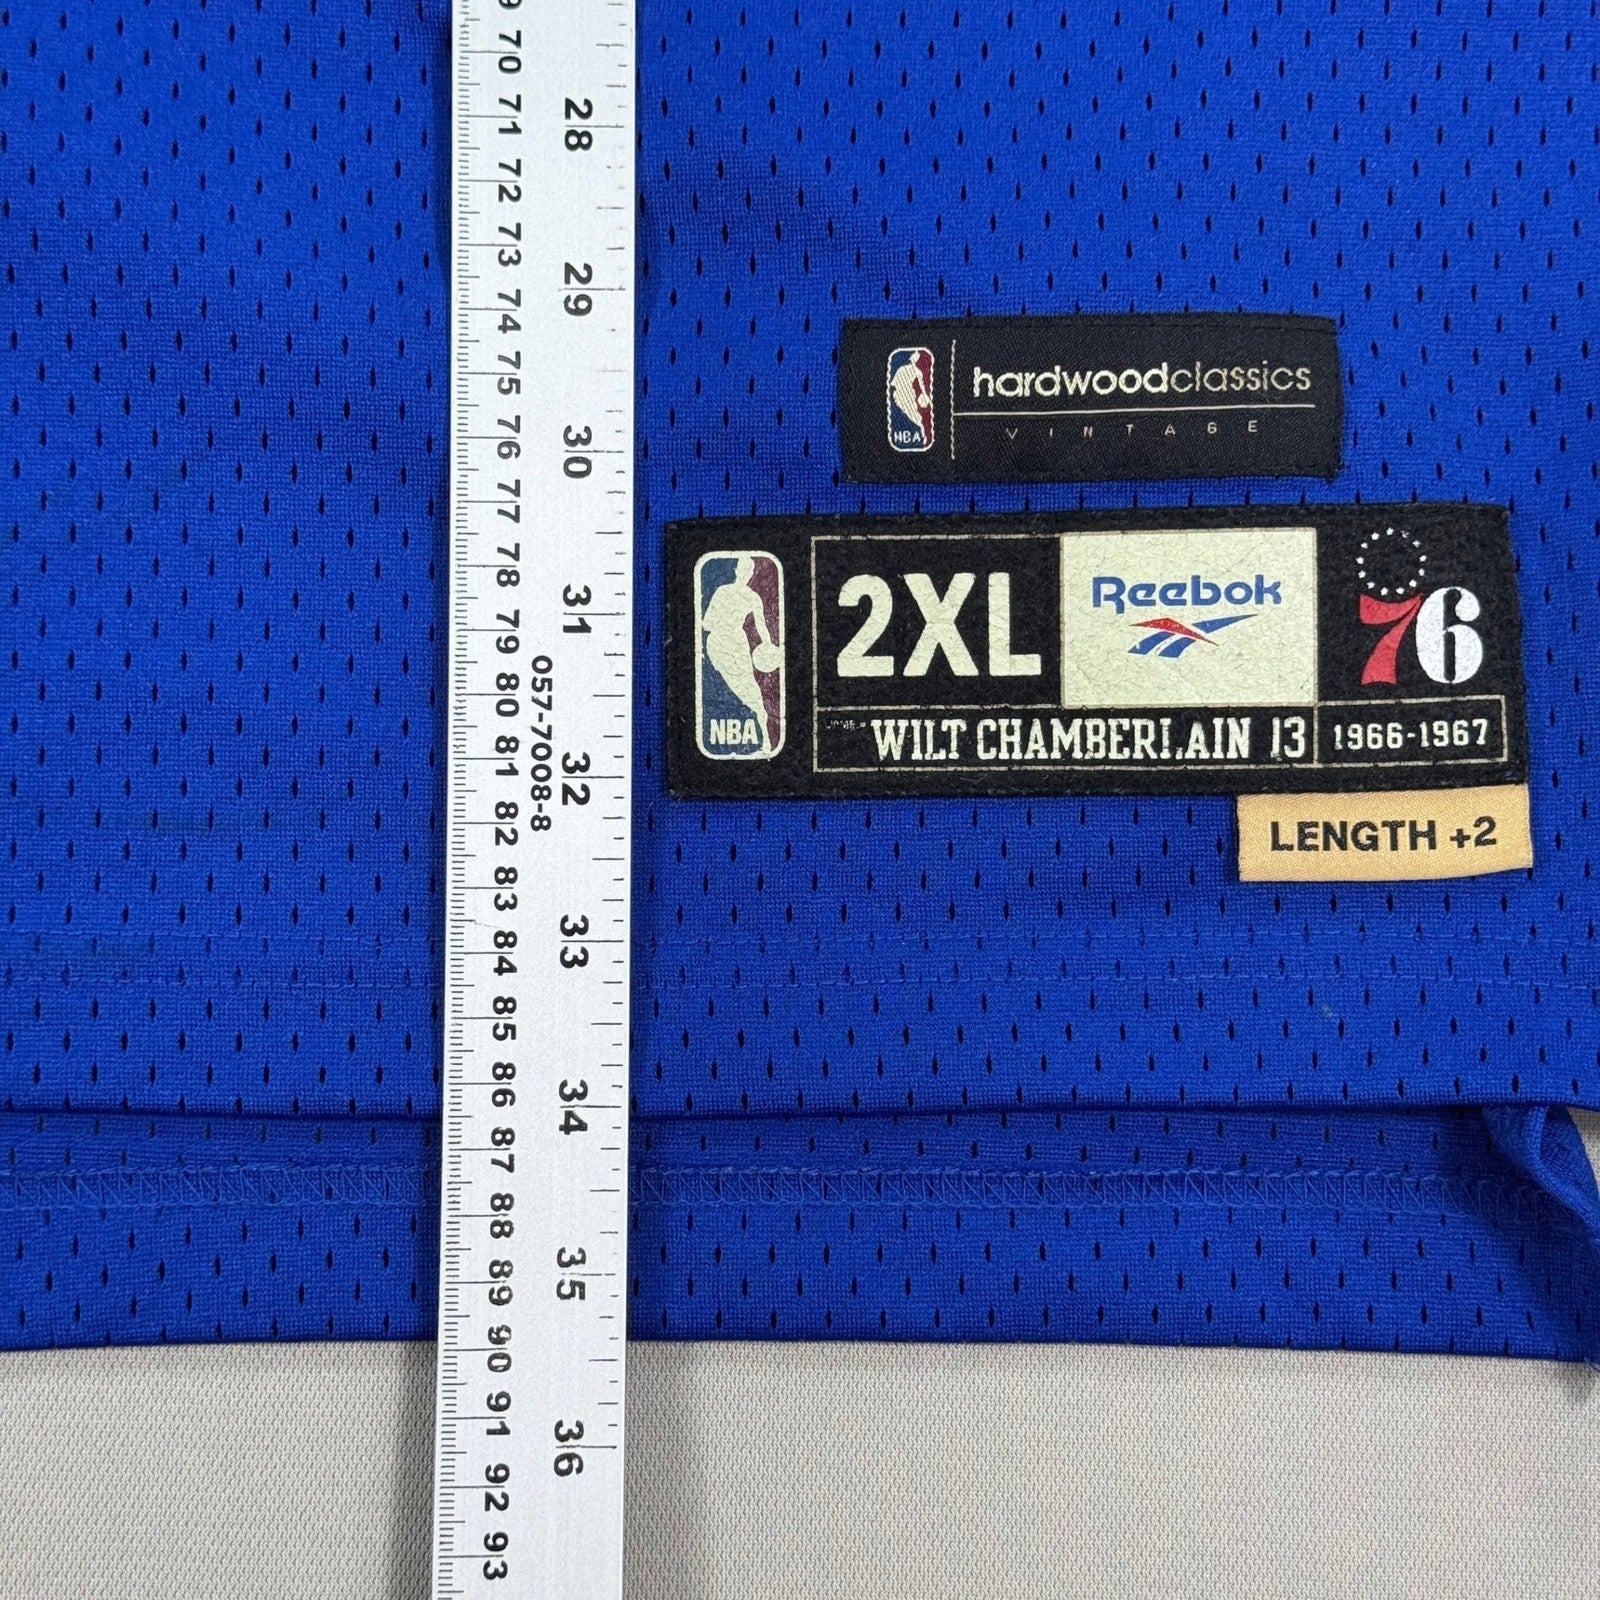 9 70 71 72 73 74 75 76 77 78 79 80 81 82 83 84 85 86 87 88 89 90 91 92 93
057-7008-8
28 29 30 31 32 33 34 35 36
NBA
hardwoodclassics
VINTAGE
NBA
2XL
Reebok
76
WILT CHAMBERLAIN 13
1966-1967
LENGTH +2